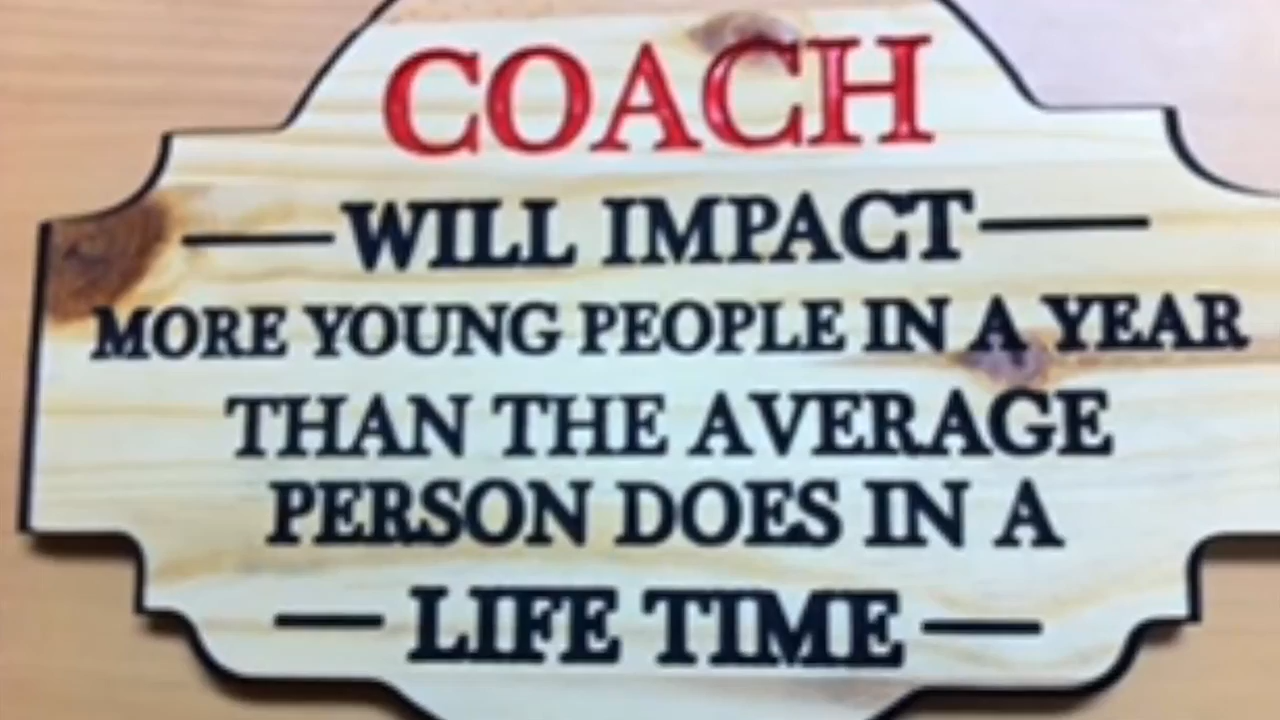 COACH
WILL IMPACT
MORE YOUNG PEOPLE IN A YEAR
THAN THE AVERAGE
PERSON DOES IN A
LIFE TIME